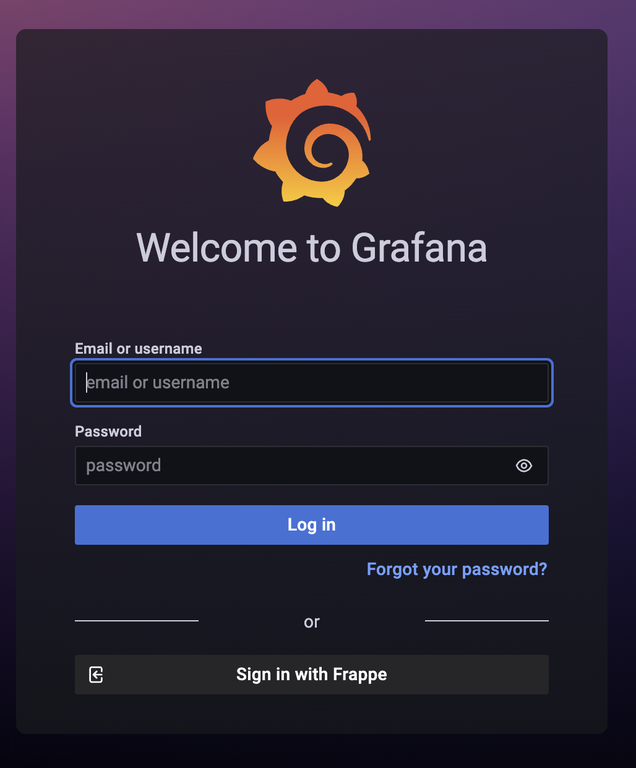 Welcome to Grafana
Email or username
email or username
Password
password
Log in
Forgot your password?
or
Sign in with Frappe